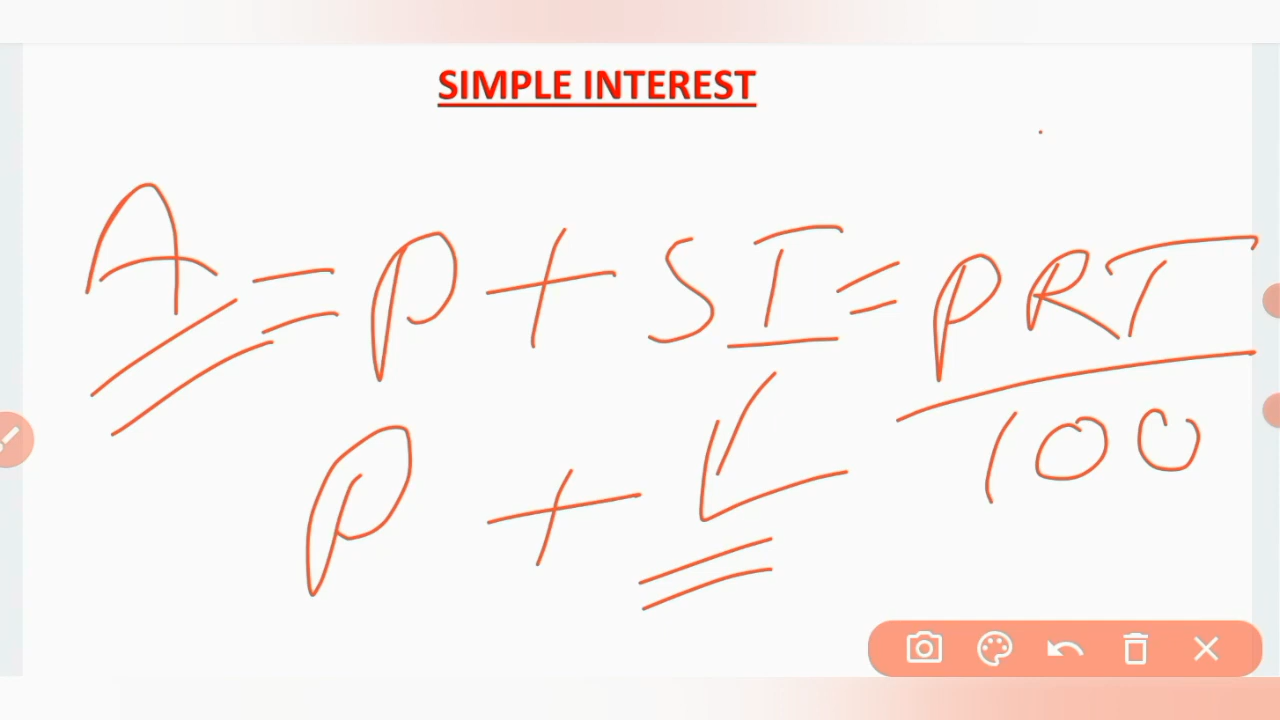 SIMPLE INTEREST
A = P + SI = PRT
100
P +